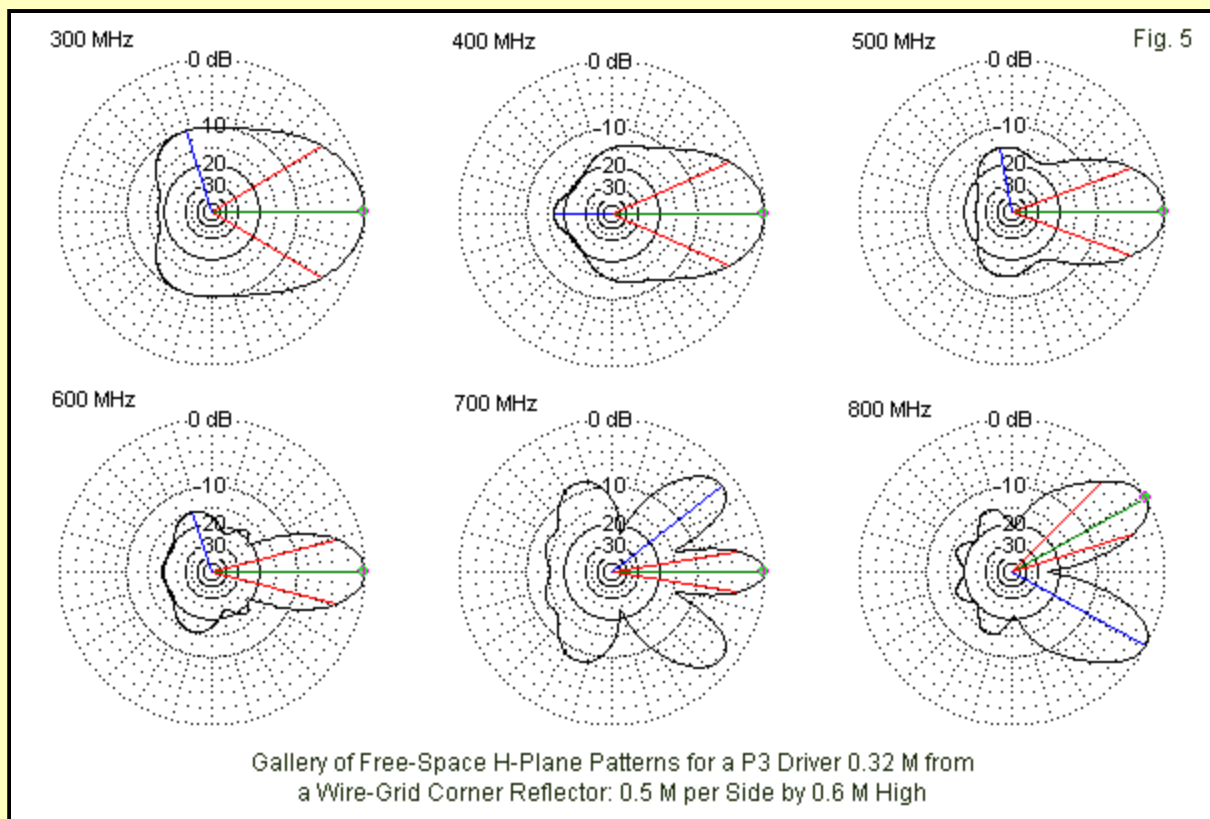 300 MHz
400 MHz
500 MHz
Fig. 5
-0 dB
-10
20
30
-0 dB
-10
20
30
-0 dB
-10
20
30
600 MHz
700 MHz
800 MHz
-0 dB
-10
20
30
-0 dB
-10
20
30
-0 dB
-10
20
30
Gallery of Free-Space H-Plane Patterns for a P3 Driver 0.32 M from
a Wire-Grid Corner Reflector: 0.5 M per Side by 0.6 M High